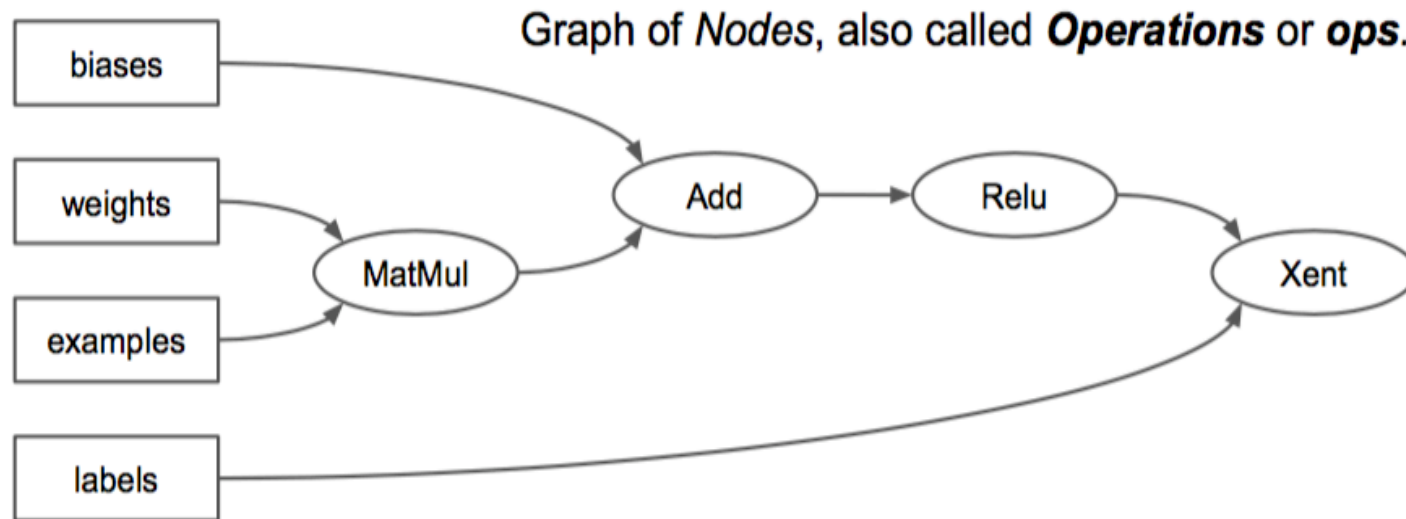 Graph of Nodes, also called Operations or ops.
biases
weights
examples
labels
MatMul
Add
Relu
Xent